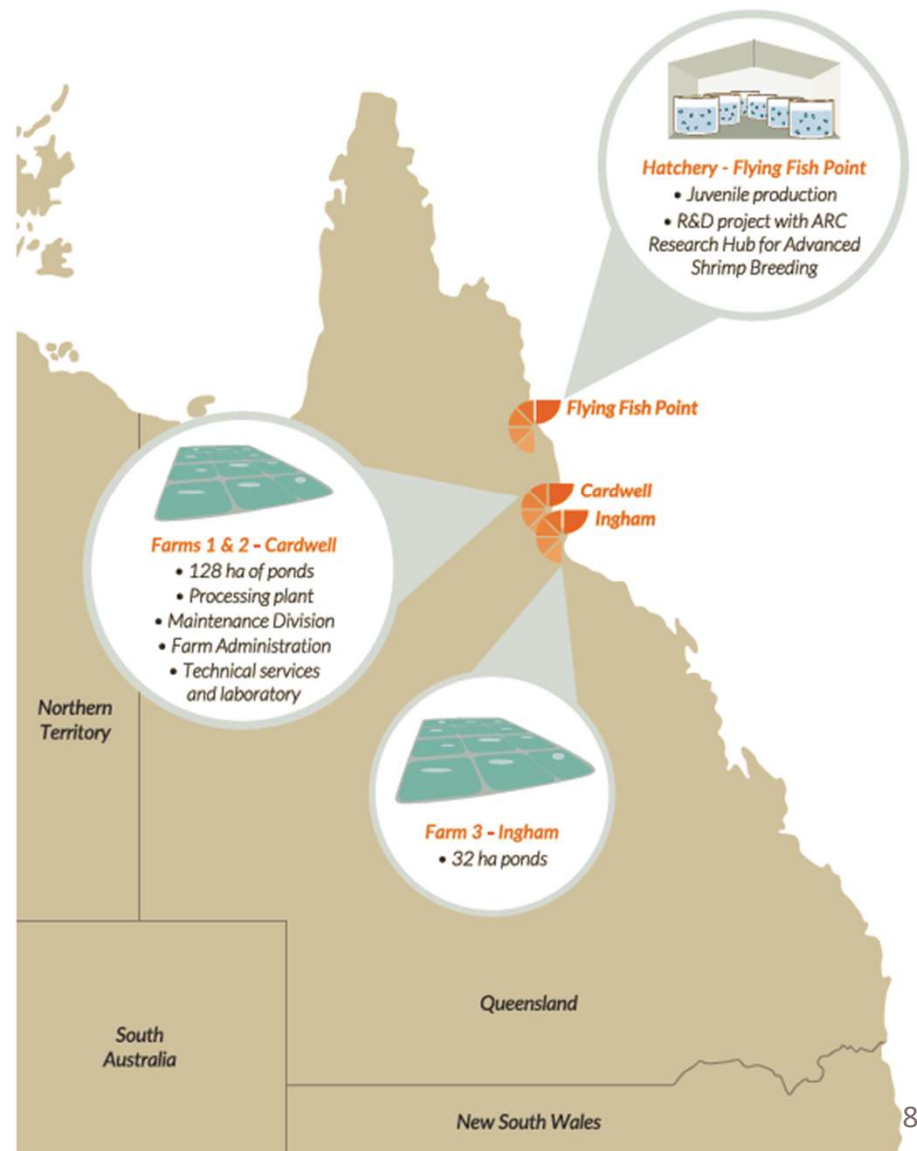 Hatchery - Flying Fish Point
• Juvenile production
• R&D project with ARC
Research Hub for Advanced
Shrimp Breeding
Flying Fish Point
Cardwell
Ingham
Farms 1 & 2 - Cardwell
• 128 ha of ponds
• Processing plant
• Maintenance Division
• Farm Administration
• Technical services
and laboratory
Northern
Territory
Farm 3 - Ingham
• 32 ha ponds
Queensland
South
Australia
New South Wales
8